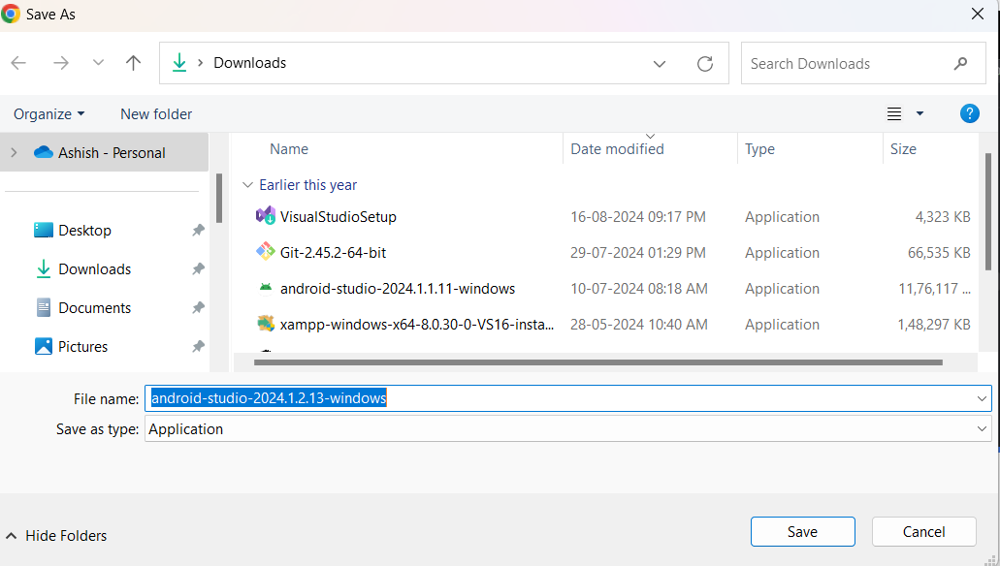 Save As
Downloads
Search Downloads
Organize
New folder
?
Ashish - Personal
Desktop
Downloads
Documents
Pictures
Name Date modified Type Size
Earlier this year
VisualStudioSetup 16-08-2024 09:17 PM Application 4,323 KB
Git-2.45.2-64-bit 29-07-2024 01:29 PM Application 66,535 KB
android-studio-2024.1.1.11-windows 10-07-2024 08:18 AM Application 11,76,117 ...
xampp-windows-x64-8.0.30-0-VS16-insta... 28-05-2024 10:40 AM Application 1,48,297 KB
File name: android-studio-2024.1.2.13-windows
Save as type: Application
Hide Folders
Save
Cancel